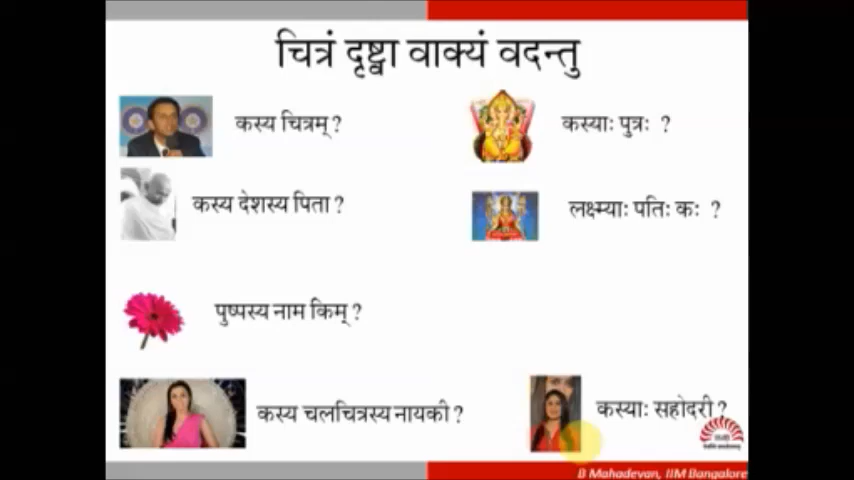 चित्रं दृष्ट्वा वाक्यं वदन्तु
कस्य चित्रम् ?
कस्याः पुत्रः ?
कस्य देशस्य पिता ?
लक्ष्म्याः पतिः कः ?
पुष्पस्य नाम किम् ?
कस्य चलचित्रस्य नायकी ?
कस्याः सहोदरी ?
B Mahadevan, IIM Bangalore